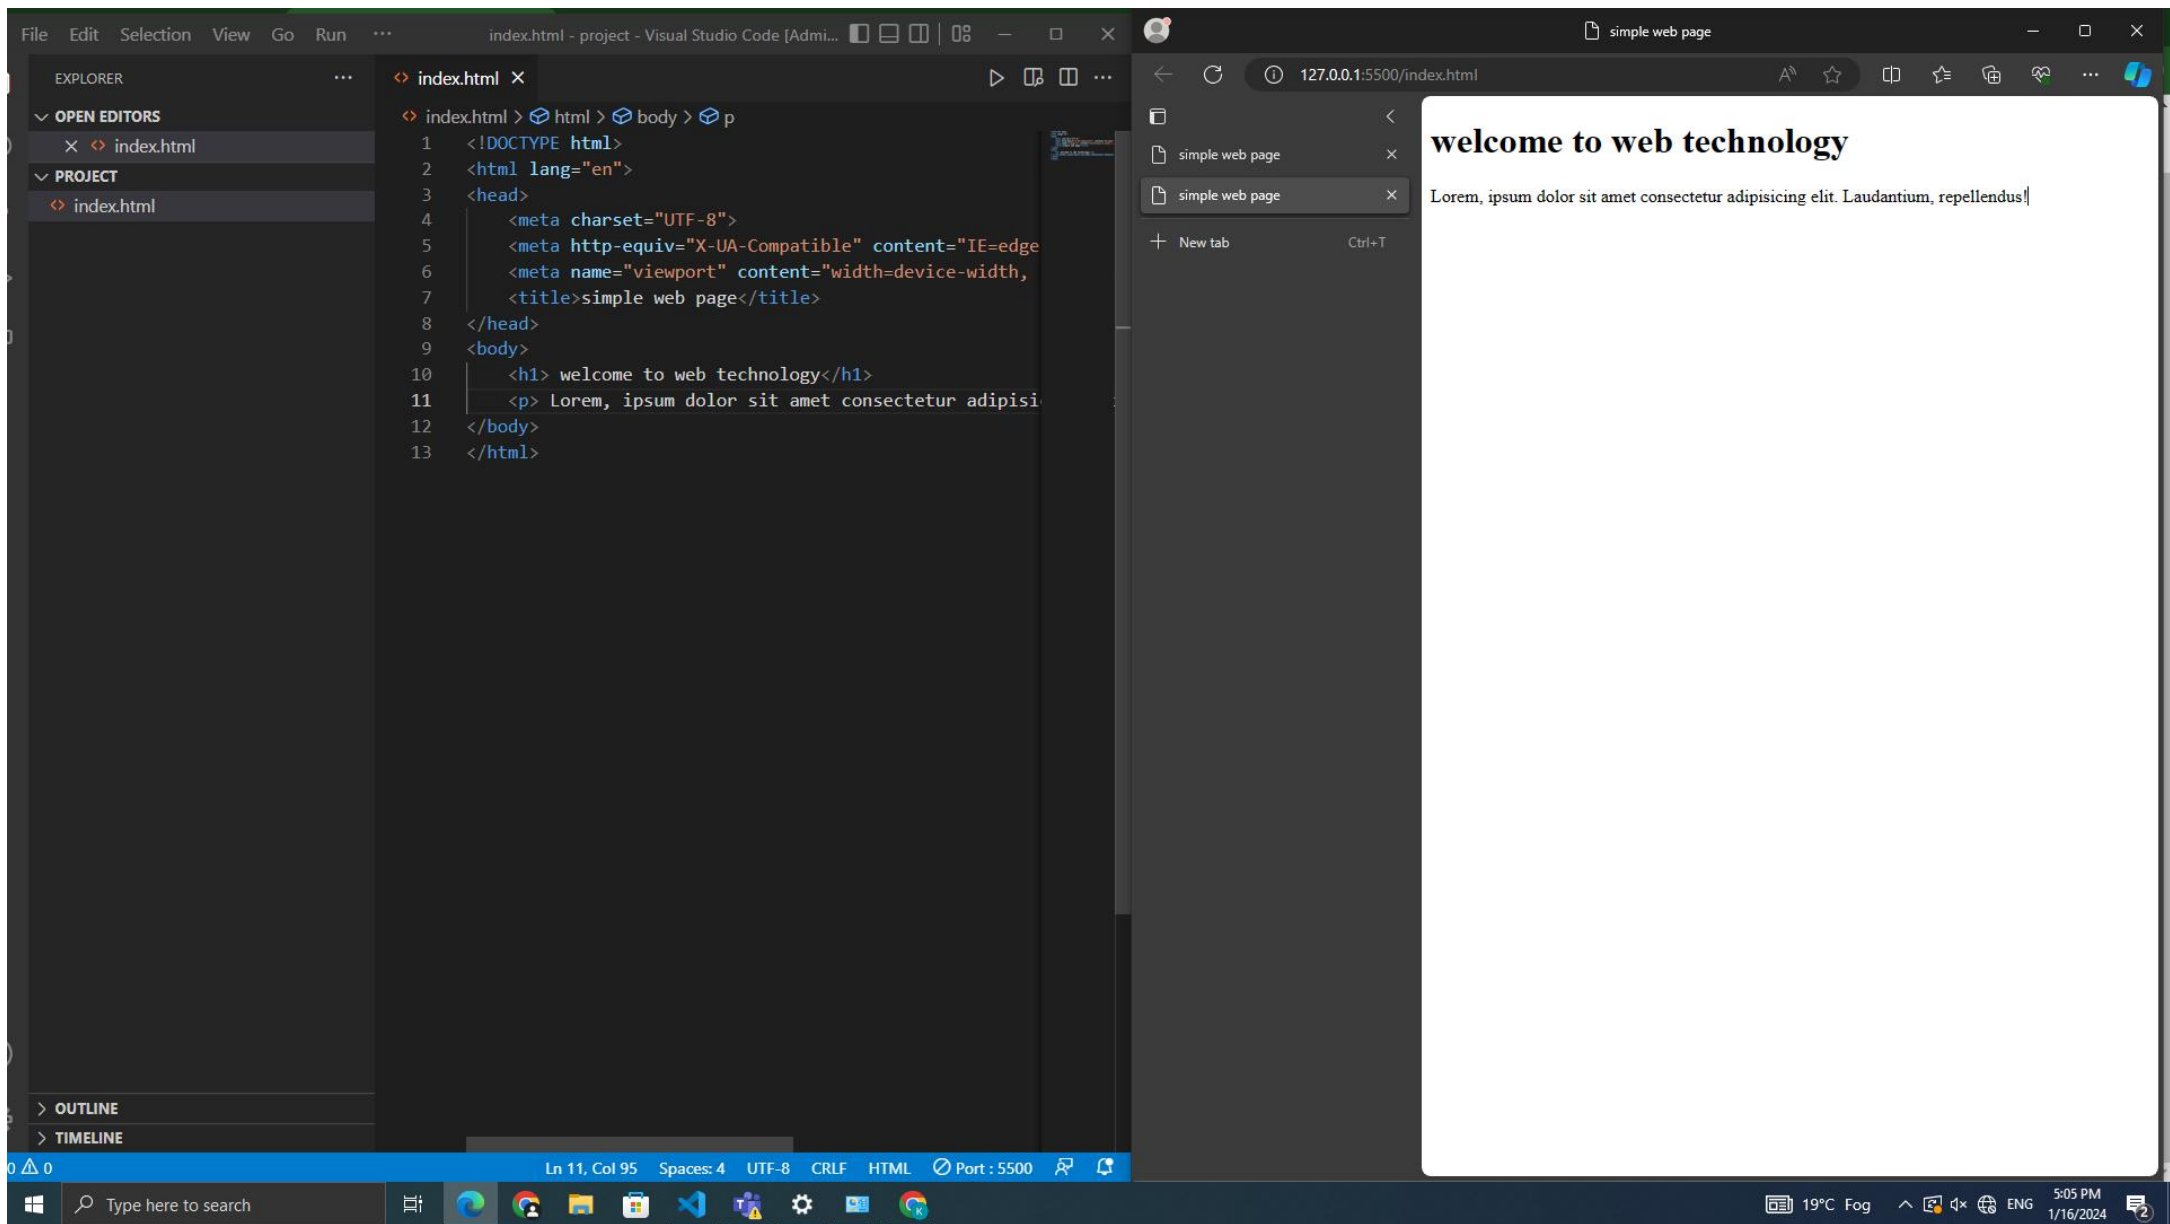 File Edit Selection View Go Run ··· index.html - project - Visual Studio Code [Admi...
EXPLORER ···
OPEN EDITORS
index.html
PROJECT
index.html
OUTLINE
TIMELINE
index.html
index.html > html > body > p
1 <!DOCTYPE html>
2 <html lang="en">
3 <head>
4 <meta charset="UTF-8">
5 <meta http-equiv="X-UA-Compatible" content="IE=edge
6 <meta name="viewport" content="width=device-width,
7 <title>simple web page</title>
8 </head>
9 <body>
10 <h1> welcome to web technology</h1>
11 <p> Lorem, ipsum dolor sit amet consectetur adipisi
12 </body>
13 </html>
0 0 Ln 11, Col 95 Spaces: 4 UTF-8 CRLF HTML Port : 5500
simple web page
127.0.0.1:5500/index.html
simple web page
simple web page
New tab Ctrl+T
welcome to web technology
Lorem, ipsum dolor sit amet consectetur adipisicing elit. Laudantium, repellendus!
Type here to search
19°C Fog ENG 5:05 PM
1/16/2024
2